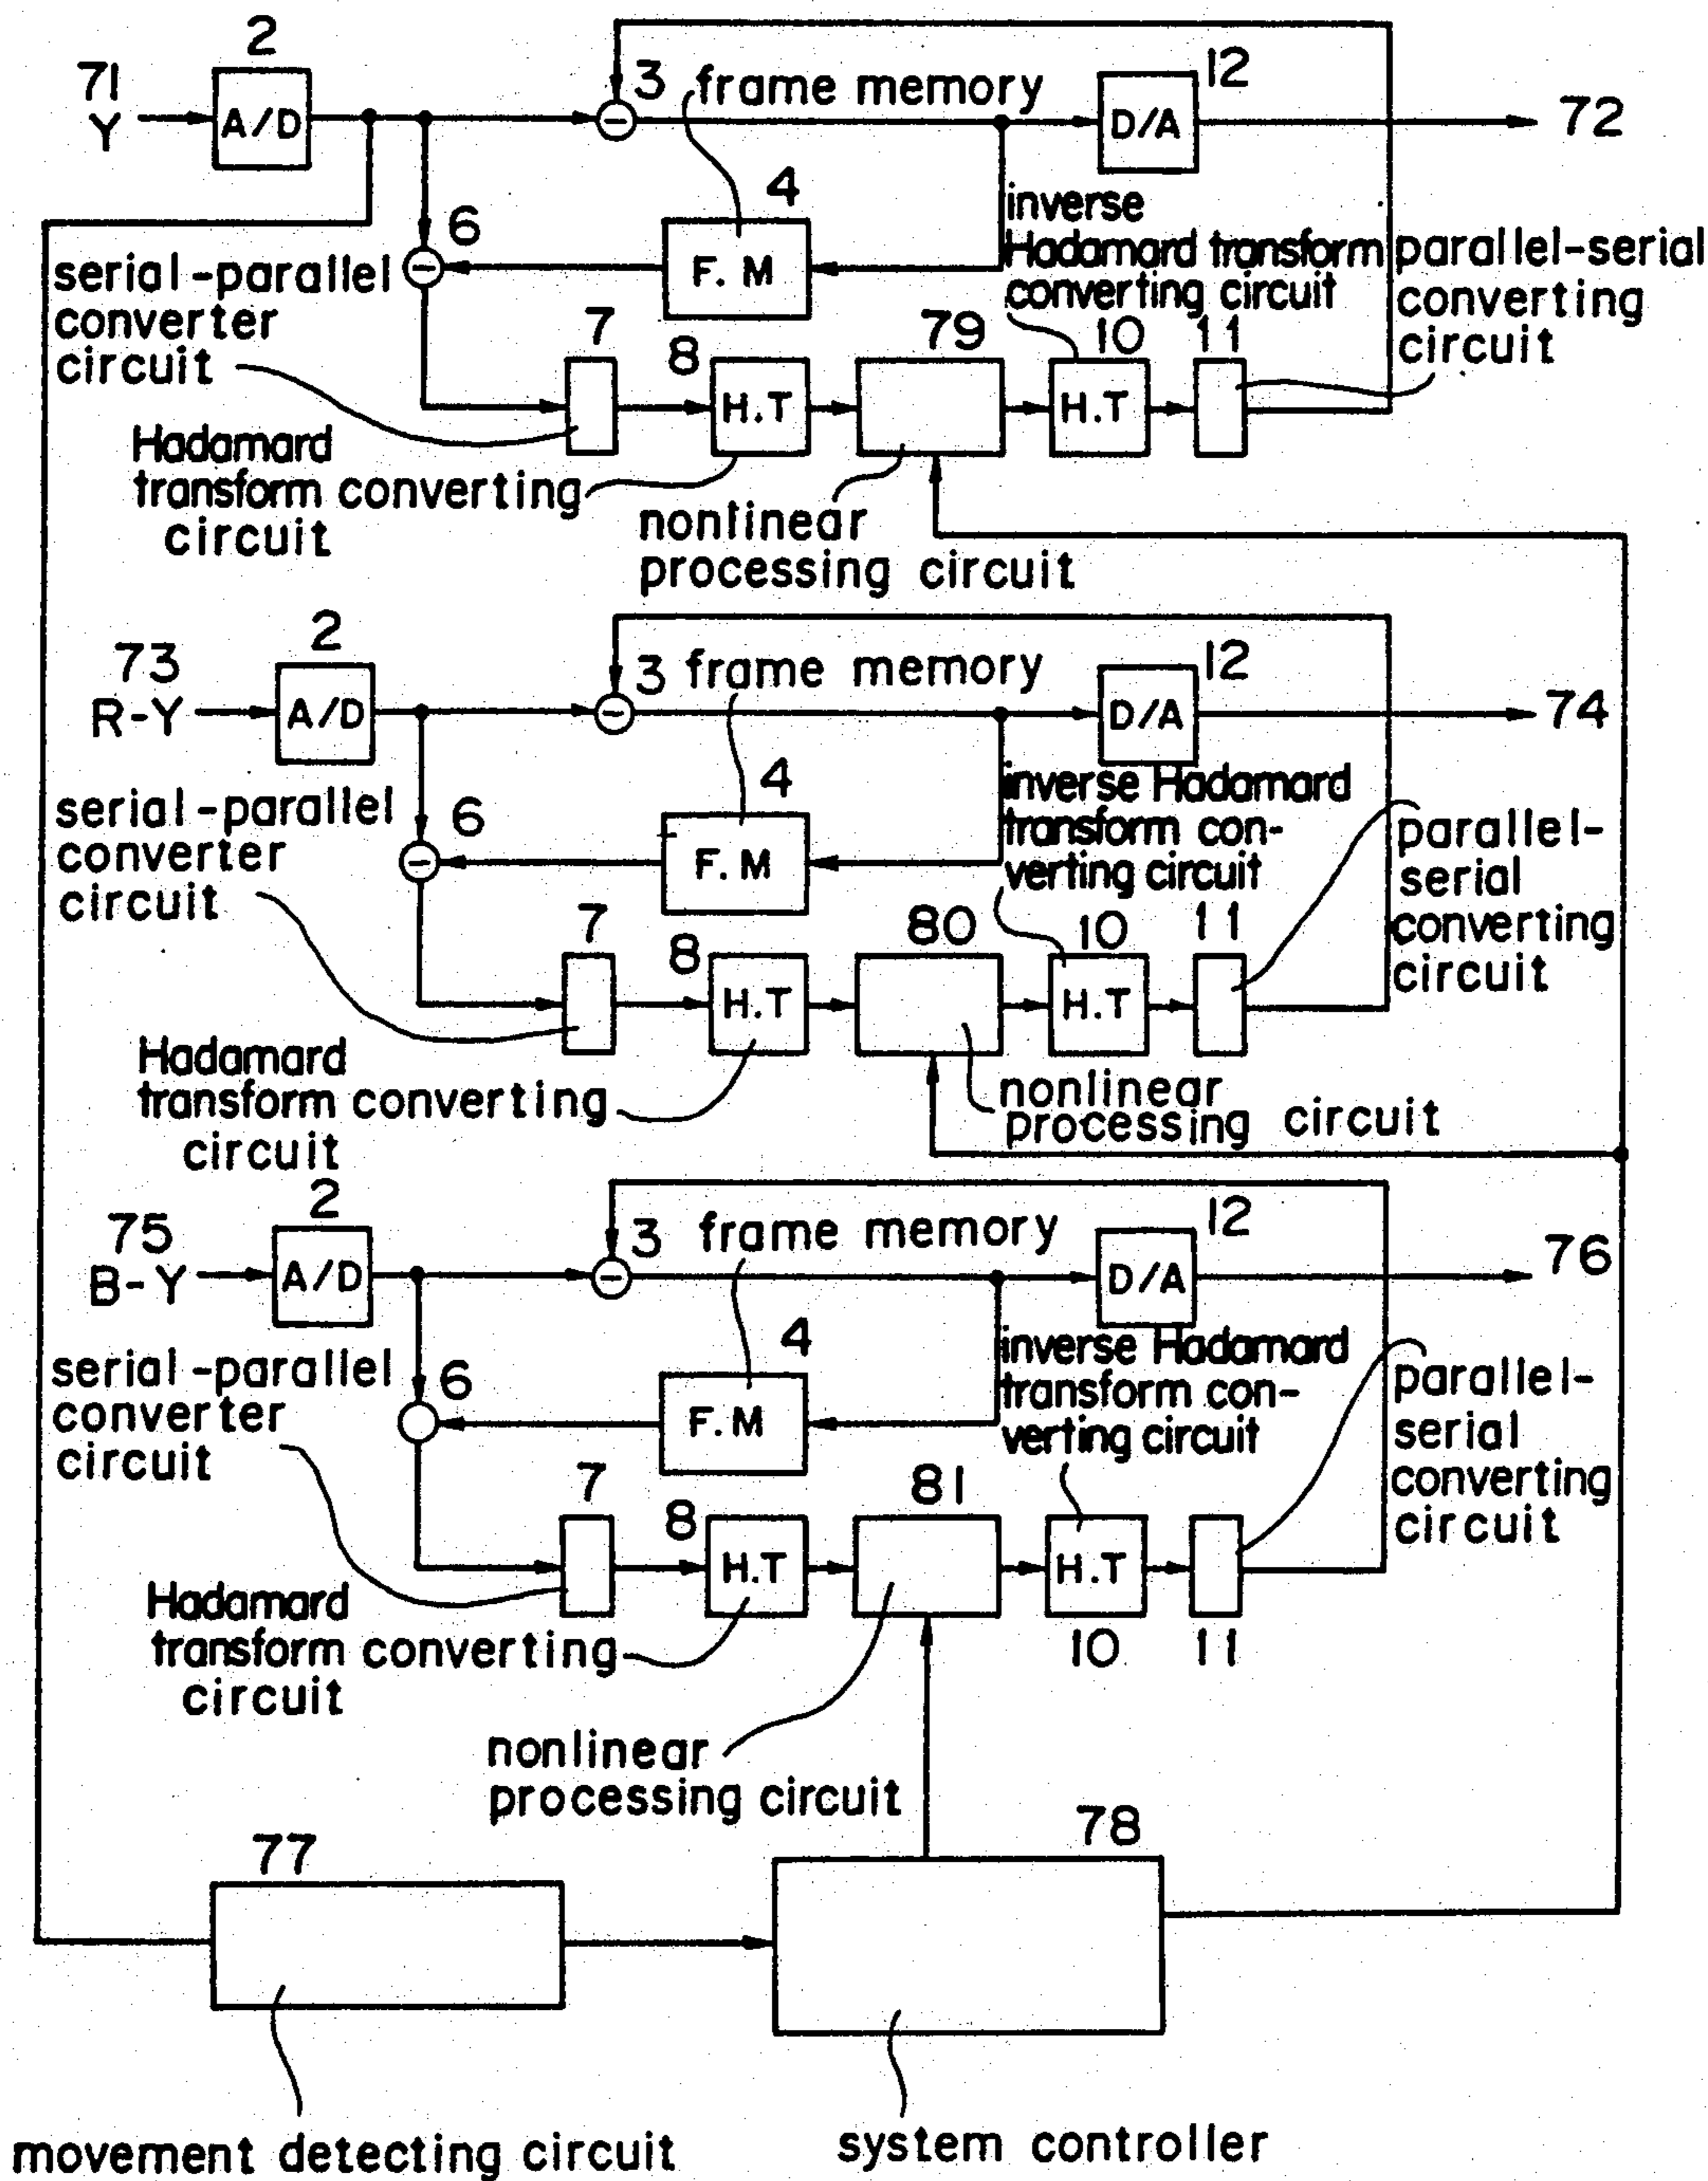 2
71
Y
A/D
3
frame memory
12
D/A
72
6
4
F. M
inverse
Hadamard transform
converting circuit
parallel-serial
converting
circuit
serial-parallel
converter
circuit
7
8
H.T
79
10
H.T
11
Hadamard
transform converting
circuit
nonlinear
processing circuit
2
73
R-Y
A/D
3
frame memory
12
D/A
74
6
4
F. M
inverse Hadamard
transform con-
verting circuit
parallel-
serial
converting
circuit
serial-parallel
converter
circuit
7
8
H.T
80
10
H.T
11
Hadamard
transform converting
circuit
nonlinear
processing circuit
2
75
B-Y
A/D
3
frame memory
12
D/A
76
6
4
F. M
inverse Hadamard
transform con-
verting circuit
parallel-
serial
converting
circuit
serial-parallel
converter
circuit
7
8
H.T
81
H.T
10
11
Hadamard
transform converting
circuit
nonlinear
processing circuit
77
78
movement detecting circuit
system controller